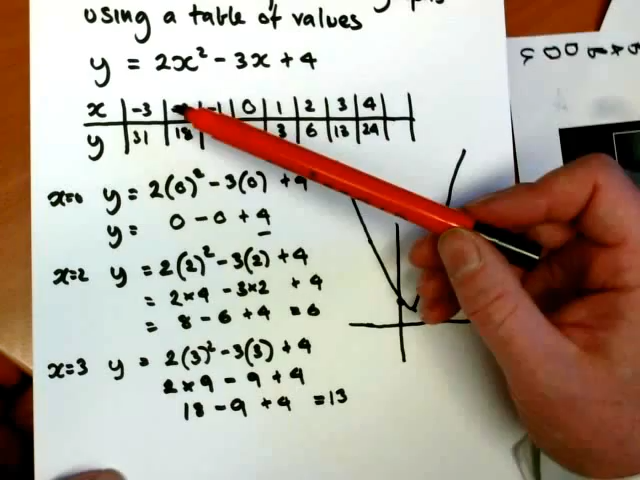 using a table of values
y = 2x² - 3x + 4
x | -3 | | -1 | 0 | 1 | 2 | 3 | 4 |
y | 31 | 18 | | | 3 | 6 | 13 | 24 |
x=0 y = 2(0)² - 3(0) + 4
y = 0 - 0 + 4
x=2 y = 2(2)² - 3(2) + 4
= 2×4 - 3×2 + 4
= 8 - 6 + 4 = 6
x=3 y = 2(3)² - 3(3) + 4
2×9 - 9 + 4
18 - 9 + 4 = 13